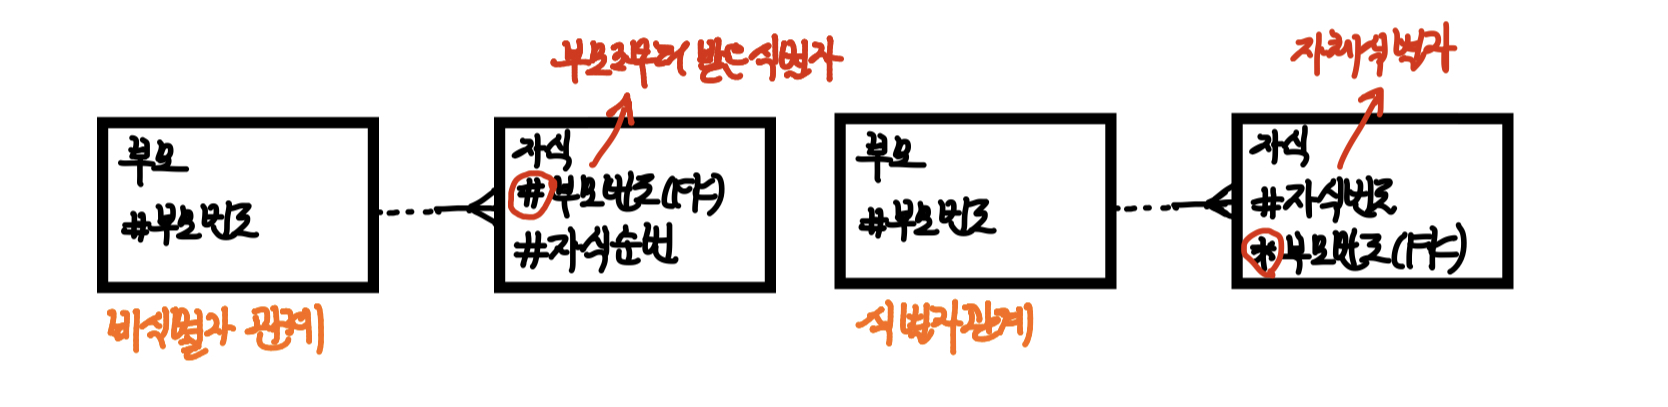 부모로부터 받는 식별자
자체식별자
부모
#부모번호
자식
#부모번호(FK)
#자식순번
부모
#부모번호
자식
#자식번호
*부모번호(FK)
비식별자 관계
식별자관계